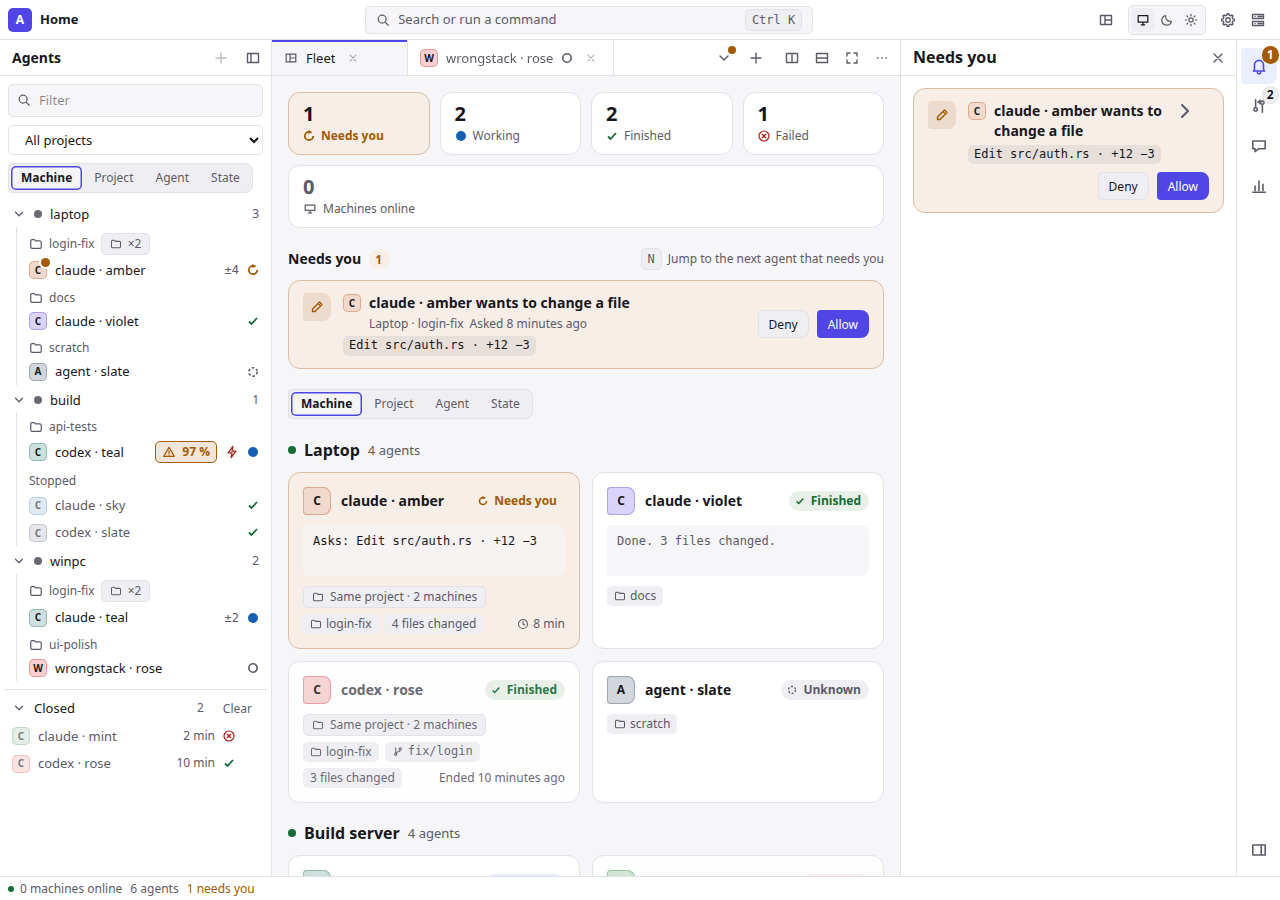 A Home
Search or run a command Ctrl K
Agents
Filter
All projects
Machine Project Agent State
laptop 3
login-fix ×2
C claude · amber ±4
docs
C claude · violet
scratch
A agent · slate
build 1
api-tests
C codex · teal 97 %
Stopped
C claude · sky
C codex · slate
winpc 2
login-fix ×2
C claude · teal ±2
ui-polish
W wrongstack · rose
Closed 2 Clear
C claude · mint 2 min
C codex · rose 10 min
Fleet
W wrongstack · rose
1
Needs you
2
Working
2
Finished
1
Failed
0
Machines online
Needs you 1
N Jump to the next agent that needs you
C claude · amber wants to change a file
Laptop · login-fix Asked 8 minutes ago
Edit src/auth.rs · +12 −3
Deny Allow
Machine Project Agent State
Laptop 4 agents
C claude · amber Needs you
Asks: Edit src/auth.rs · +12 −3
Same project · 2 machines
login-fix 4 files changed 8 min
C claude · violet Finished
Done. 3 files changed.
docs
C codex · rose Finished
Same project · 2 machines
login-fix fix/login
3 files changed Ended 10 minutes ago
A agent · slate Unknown
scratch
Build server 4 agents
Needs you
C claude · amber wants to
change a file
Edit src/auth.rs · +12 −3
Deny Allow
1
2
0 machines online 6 agents 1 needs you